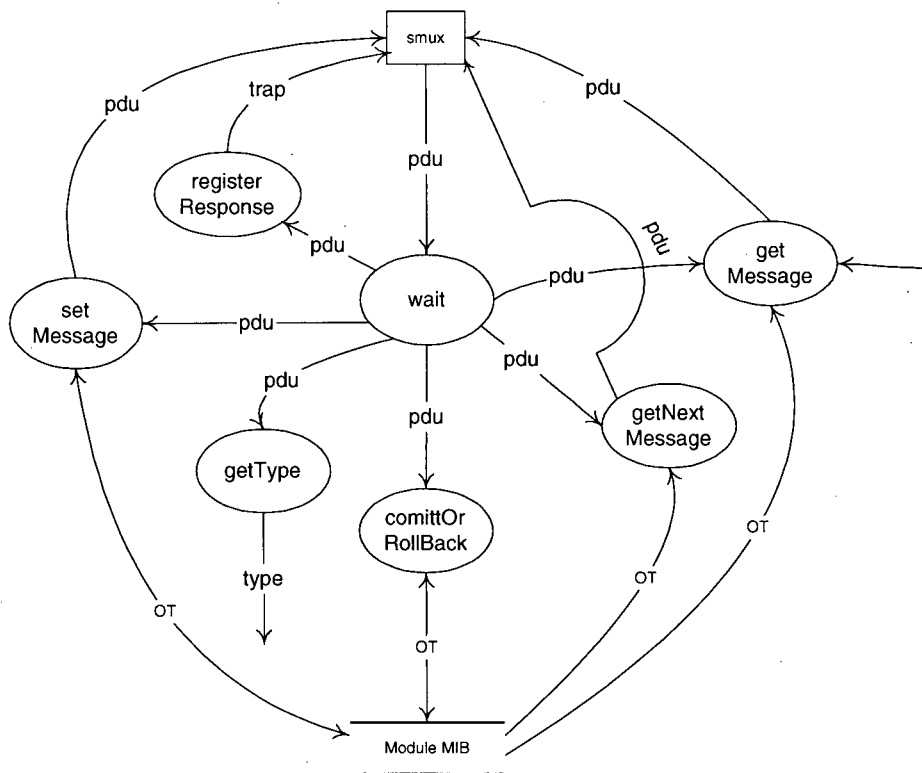 smux
pdu
trap
pdu
pdu
register
Response
pdu
pdu
get
Message
pdu
wait
set
Message
pdu
pdu
pdu
pdu
getNext
Message
getType
comittOr
RollBack
OT
type
OT
OT
OT
Module MIB